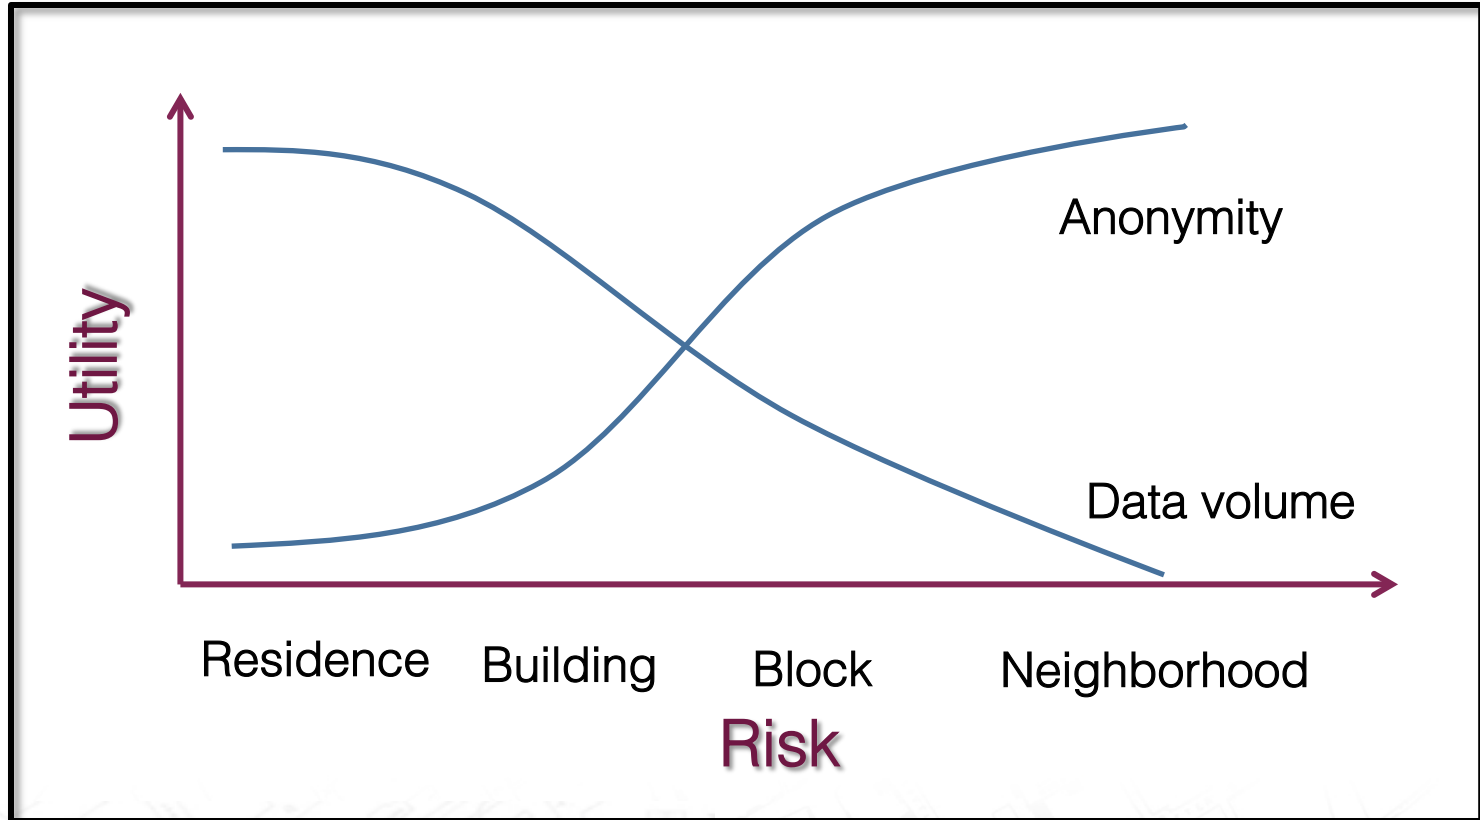 Anonymity
Utility
Data volume
Residence Building Block Neighborhood
Risk